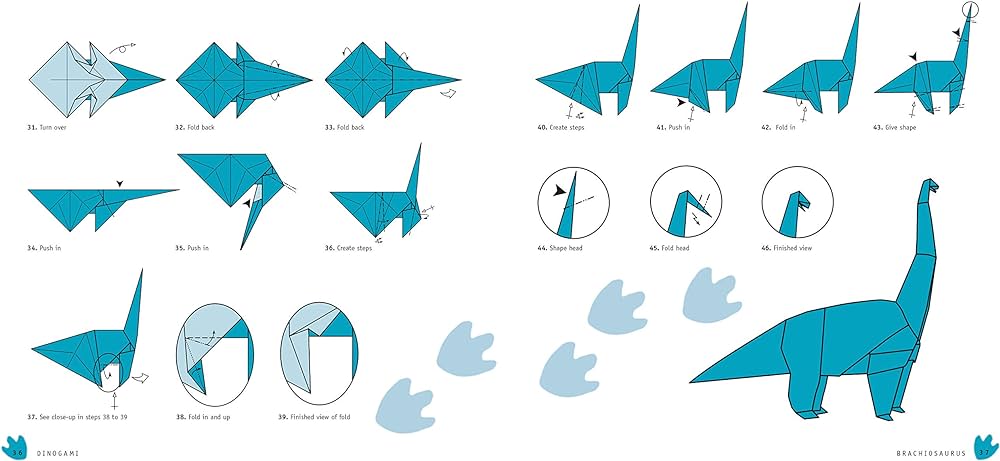 31. Turn over
32. Fold back
33. Fold back
34. Push in
35. Push in
36. Create steps
37. See close-up in steps 38 to 39
38. Fold in and up
39. Finished view of fold
36 DINOGAMI
40. Create steps
41. Push in
42. Fold in
43. Give shape
44. Shape head
45. Fold head
46. Finished view
BRACHIOSAURUS 37